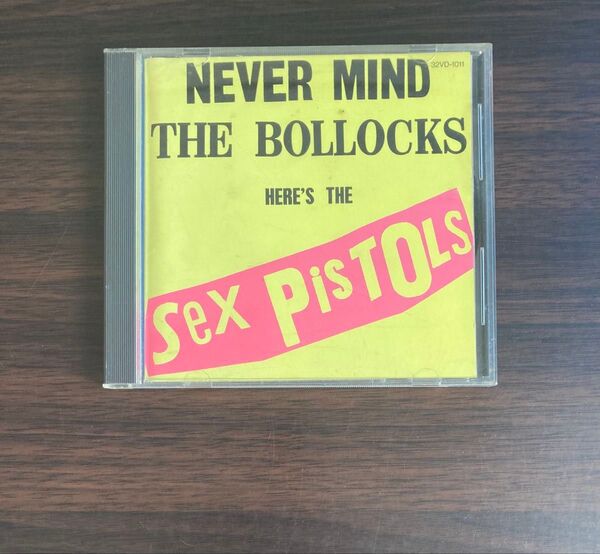 32VD-1011
NEVER MIND
THE BOLLOCKS
HERE'S THE
Sex PiSTOLs